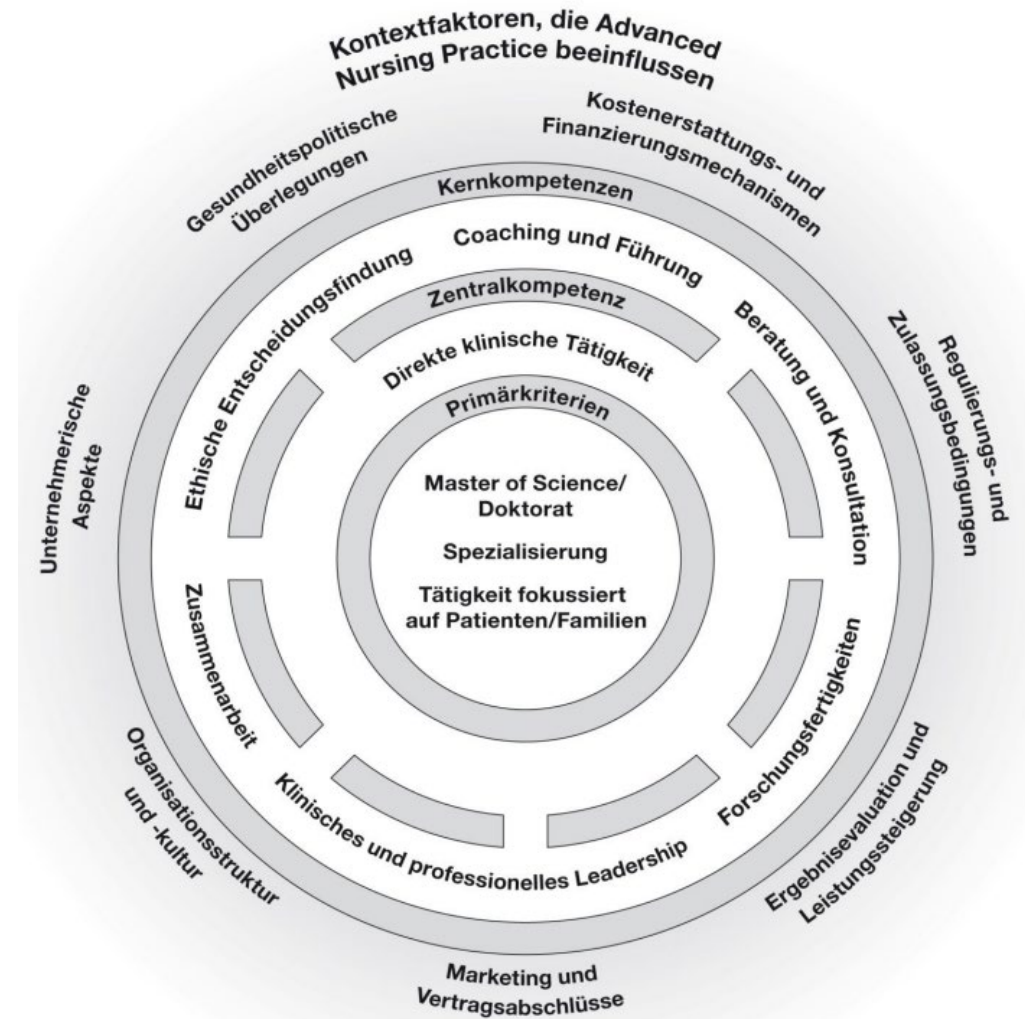 Kontextfaktoren, die Advanced
Nursing Practice beeinflussen
Gesundheitspolitische
Überlegungen
Kostenerstattungs- und
Finanzierungsmechanismen
Regulierungs- und
Zulassungsbedingungen
Ergebnisevaluation und
Leistungssteigerung
Marketing und
Vertragsabschlüsse
Organisationsstruktur
und -kultur
Unternehmerische
Aspekte
Kernkompetenzen
Coaching und Führung
Beratung und Konsultation
Forschungsfertigkeiten
Klinisches und professionelles Leadership
Zusammenarbeit
Ethische Entscheidungsfindung
Zentralkompetenz
Direkte klinische Tätigkeit
Primärkriterien
Master of Science/
Doktorat
Spezialisierung
Tätigkeit fokussiert
auf Patienten/Familien